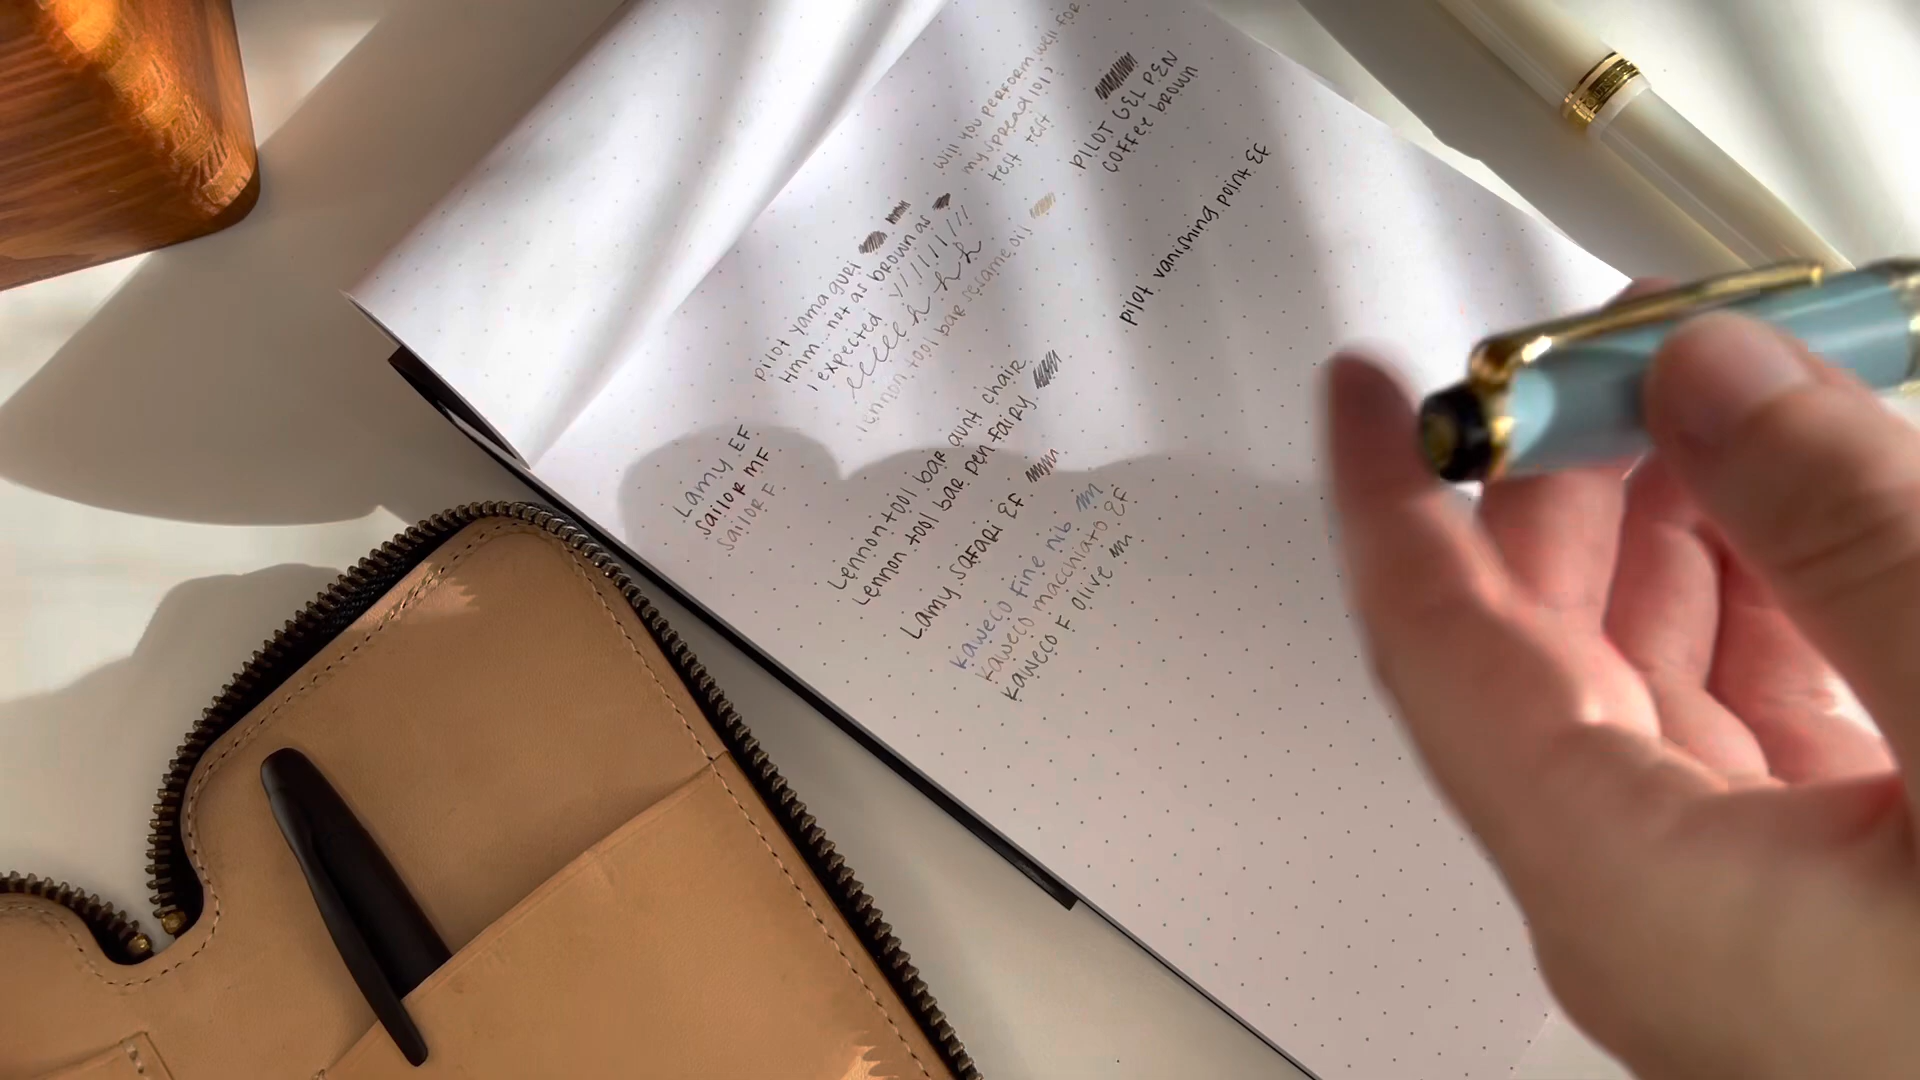 will you perform well for
my spread lol?
test test
PILOT GEL PEN
coffee brown
pilot vanishing point EF
pilot yama guri
Hmm.. not as brown as
I expected
eeeee h h h h
lennon tool bar sesame oil
Lamy EF
sailor MF
sailor F
Lennon tool bar aunt chair
Lennon tool bar pen fairy
Lamy safari EF
kaweco Fine nib
kaweco macchiato EF
kaweco F olive